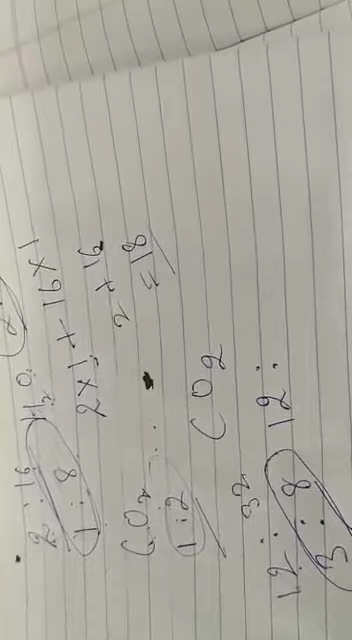 2 : 16 H₂O
1 : 8
2×1 + 16×1
2 + 16
= 18
CO₂
1 : 2
CO₂
12 : 32 12 :
3 : 8